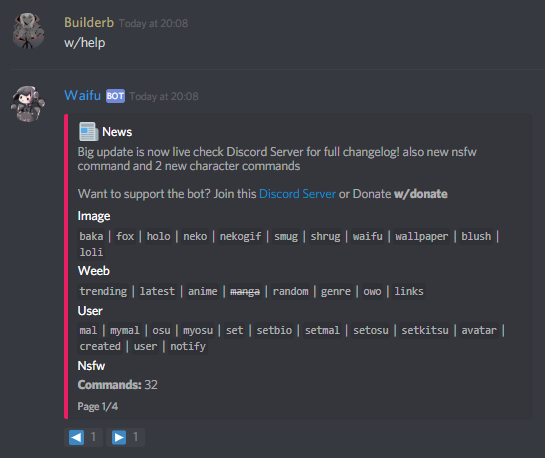 Builderb Today at 20:08
w/help
Waifu BOT Today at 20:08
News
Big update is now live check Discord Server for full changelog! also new nsfw
command and 2 new character commands
Want to support the bot? Join this Discord Server or Donate w/donate
Image
baka | fox | holo | neko | nekogif | smug | shrug | waifu | wallpaper | blush |
loli
Weeb
trending | latest | anime | manga | random | genre | owo | links
User
mal | mymal | osu | myosu | set | setbio | setmal | setosu | setkitsu | avatar |
created | user | notify
Nsfw
Commands: 32
Page 1/4
1 1